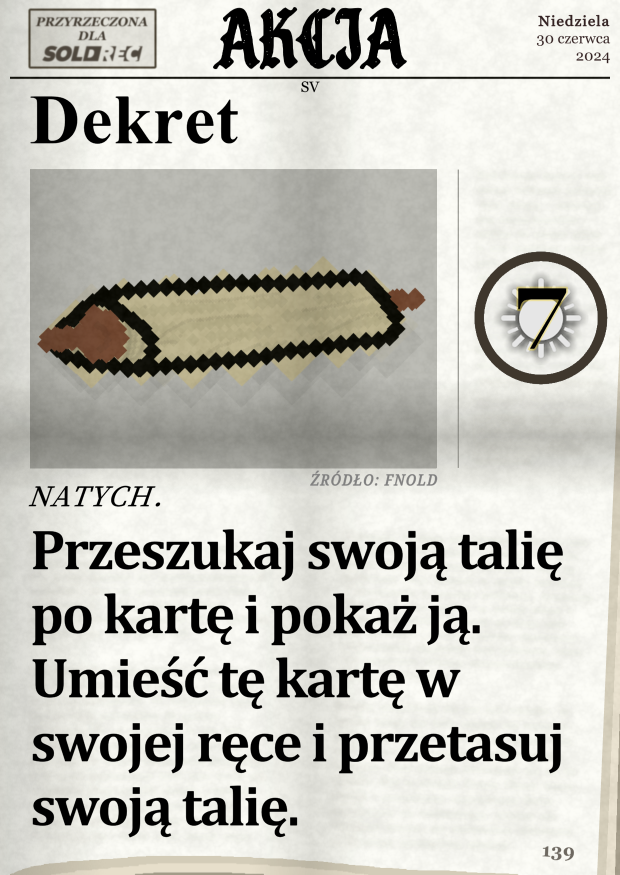 PRZYRZECZONA
DLA
SOLDREC
AKCJA
Niedziela
30 czerwca
2024
SV
Dekret
7
ŹRÓDŁO: FNOLD
NATYCH.
Przeszukaj swoją talię
po kartę i pokaż ją.
Umieść tę kartę w
swojej ręce i przetasuj
swoją talię.
139